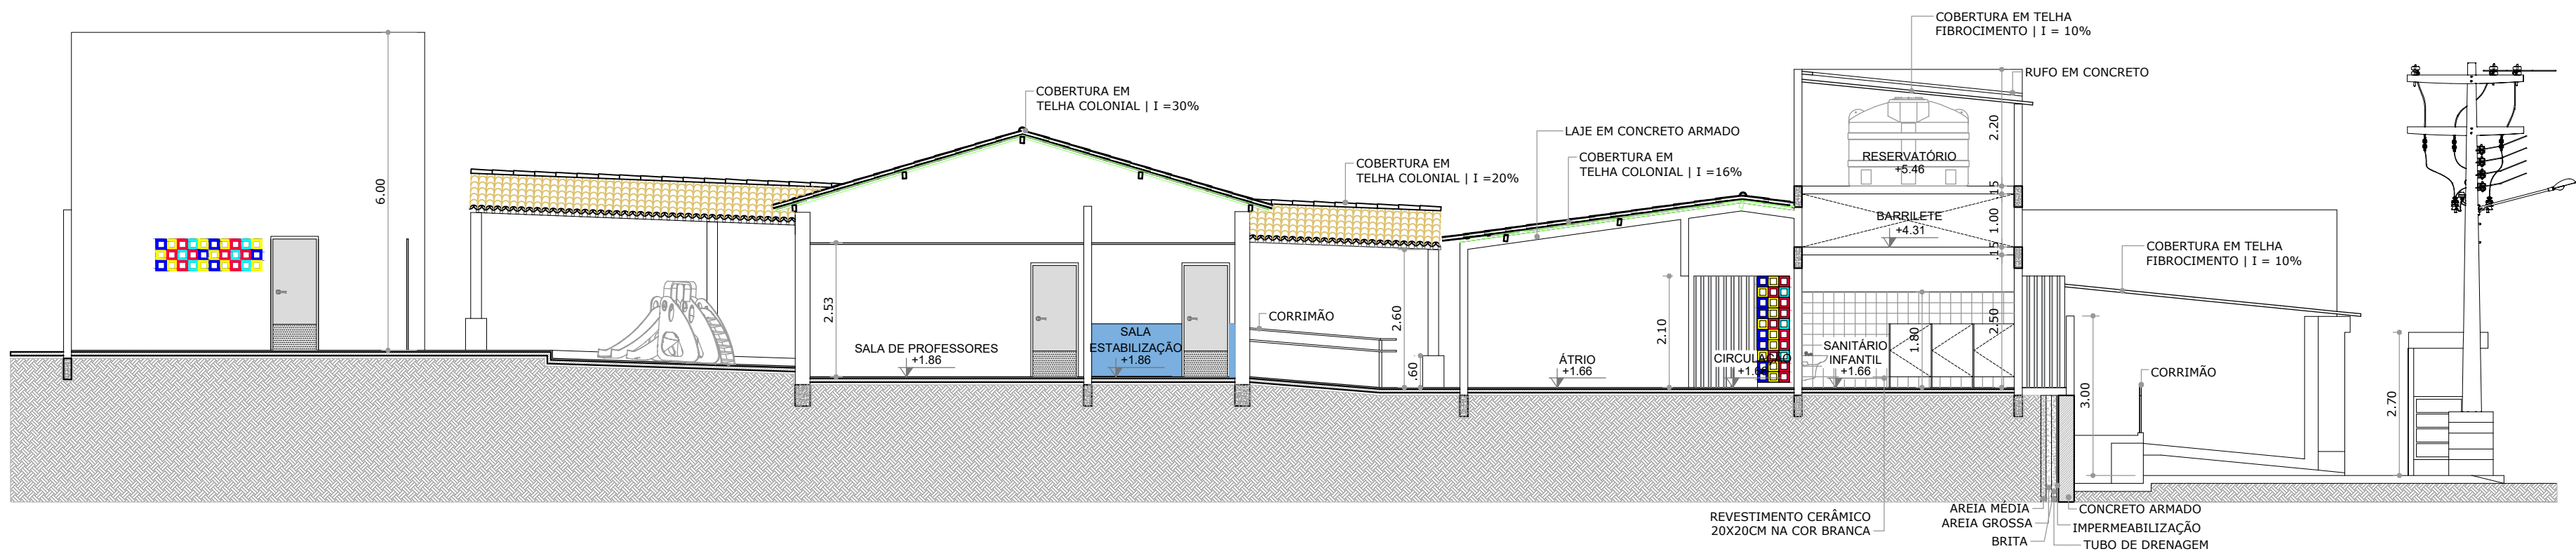 COBERTURA EM TELHA
FIBROCIMENTO | I = 10%
RUFO EM CONCRETO
COBERTURA EM
TELHA COLONIAL | I =30%
LAJE EM CONCRETO ARMADO
COBERTURA EM
TELHA COLONIAL | I =20%
COBERTURA EM
TELHA COLONIAL | I =16%
6.00
2.20
RESERVATÓRIO
+5.46
.15
1.00
BARRILETE
+4.31
.15
COBERTURA EM TELHA
FIBROCIMENTO | I = 10%
2.53
2.60
CORRIMÃO
2.10
2.50
1.80
SALA DE PROFESSORES
+1.86
SALA
ESTABILIZAÇÃO
+1.86
.60
ÁTRIO
+1.66
CIRCULAÇÃO
+1.66
SANITÁRIO
INFANTIL
+1.66
3.00
CORRIMÃO
2.70
REVESTIMENTO CERÂMICO
20X20CM NA COR BRANCA
AREIA MÉDIA
AREIA GROSSA
BRITA
CONCRETO ARMADO
IMPERMEABILIZAÇÃO
TUBO DE DRENAGEM